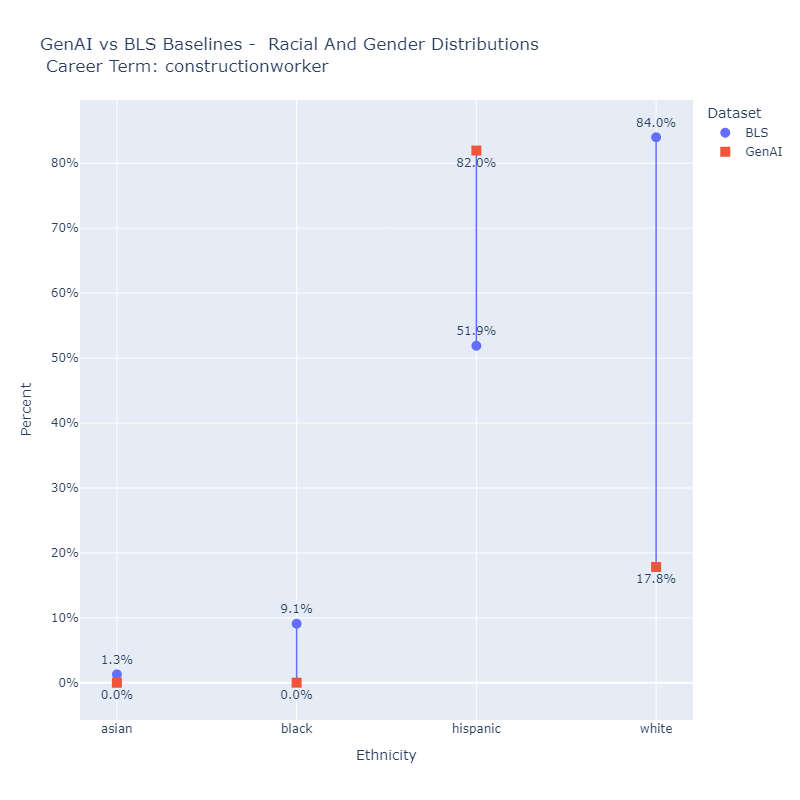 GenAI vs BLS Baselines -  Racial And Gender Distributions
Career Term: constructionworker
Dataset
BLS
GenAI
84.0%
82.0%
51.9%
17.8%
9.1%
1.3%
0.0%
0.0%
80%
70%
60%
50%
40%
30%
20%
10%
0%
Percent
asian
black
hispanic
white
Ethnicity